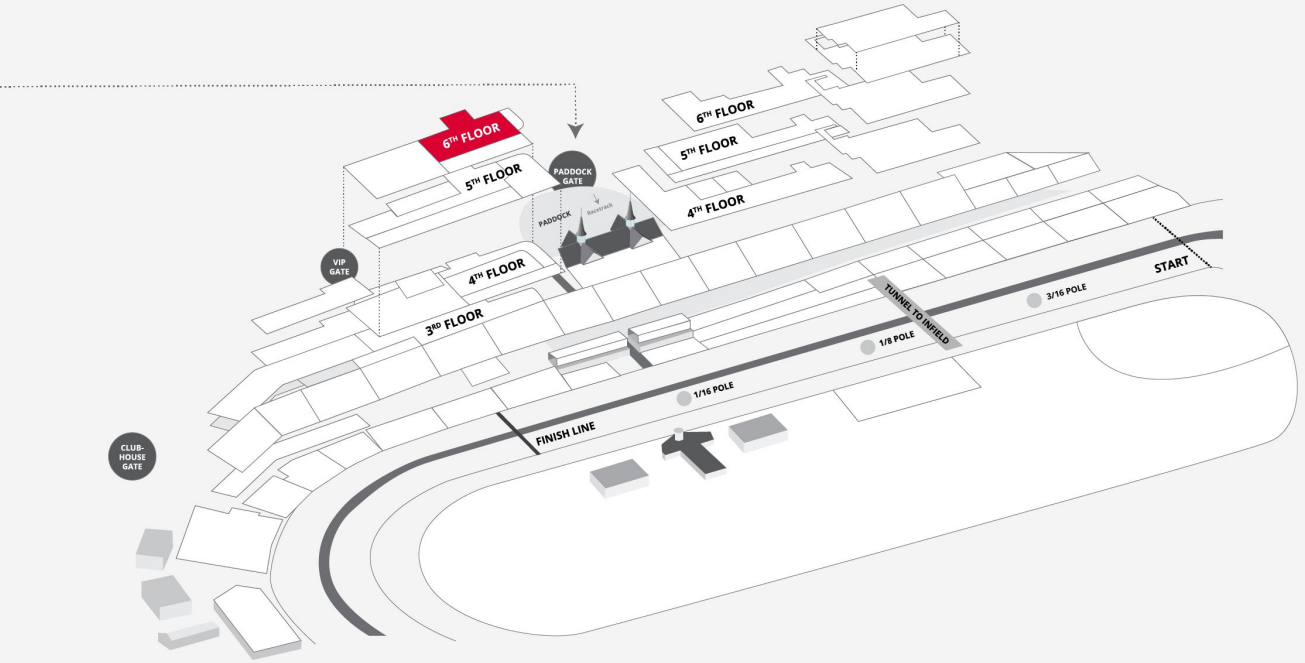 6TH FLOOR
6TH FLOOR
5TH FLOOR
5TH FLOOR
PADDOCK
GATE
4TH FLOOR
PADDOCK
Racetrack
VIP
GATE
4TH FLOOR
3RD FLOOR
START
3/16 POLE
TUNNEL TO INFIELD
1/8 POLE
1/16 POLE
FINISH LINE
CLUB-
HOUSE
GATE